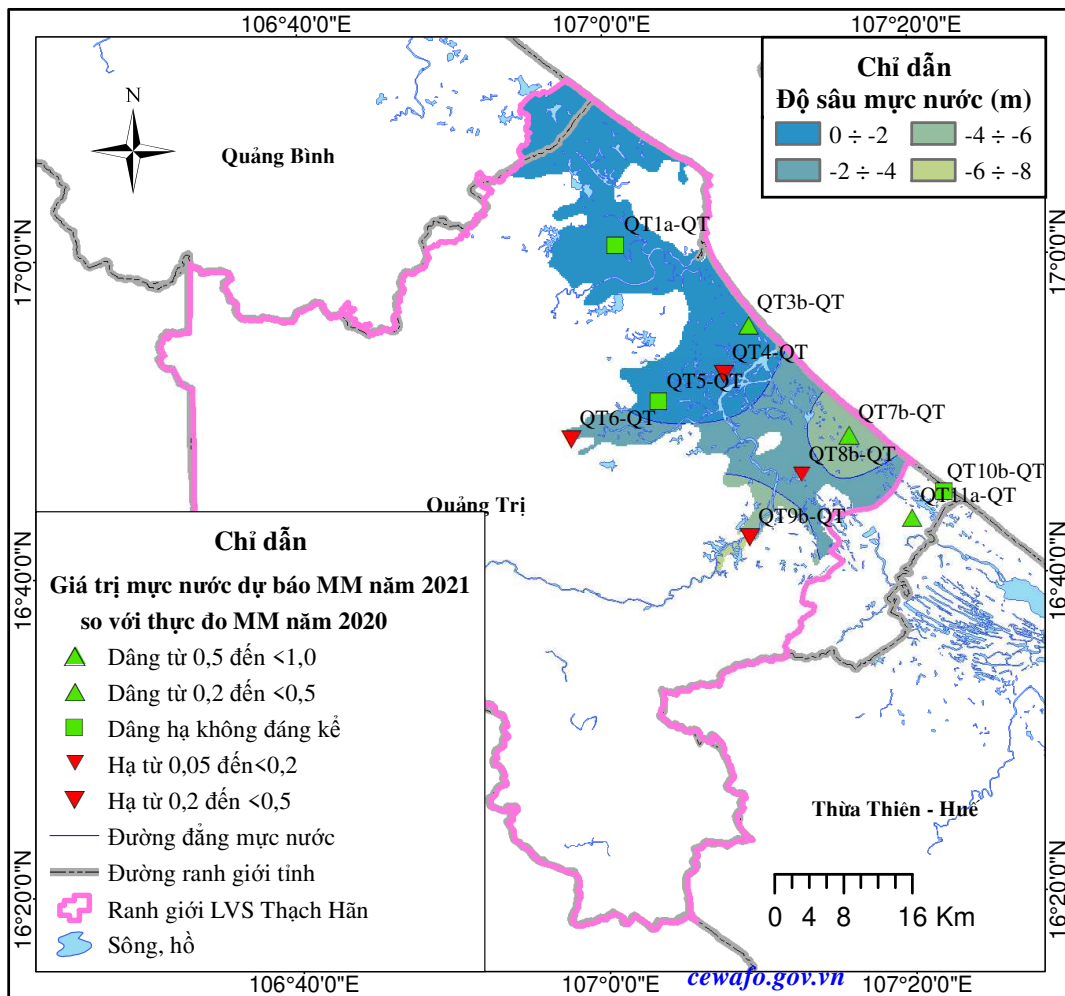 106°40'0"E
107°0'0"E
107°20'0"E
Chỉ dẫn
Độ sâu mực nước (m)
0 ÷ -2
-4 ÷ -6
-2 ÷ -4
-6 ÷ -8
N
Quảng Bình
17°0'0"N
17°0'0"N
QT1a-QT
QT3b-QT
QT4-QT
QT5-QT
QT6-QT
QT7b-QT
QT8b-QT
QT10b-QT
QT11a-QT
QT9b-QT
Quảng Trị
16°40'0"N
16°40'0"N
Chỉ dẫn
Giá trị mực nước dự báo MM năm 2021
so với thực đo MM năm 2020
Dâng từ 0,5 đến <1,0
Dâng từ 0,2 đến <0,5
Dâng hạ không đáng kể
Hạ từ 0,05 đến<0,2
Hạ từ 0,2 đến <0,5
Đường đẳng mực nước
Đường ranh giới tỉnh
Ranh giới LVS Thạch Hãn
Sông, hồ
Thừa Thiên - Huế
16°20'0"N
16°20'0"N
0 4 8 16 Km
106°40'0"E
107°0'0"E
107°20'0"E
cewafo.gov.vn